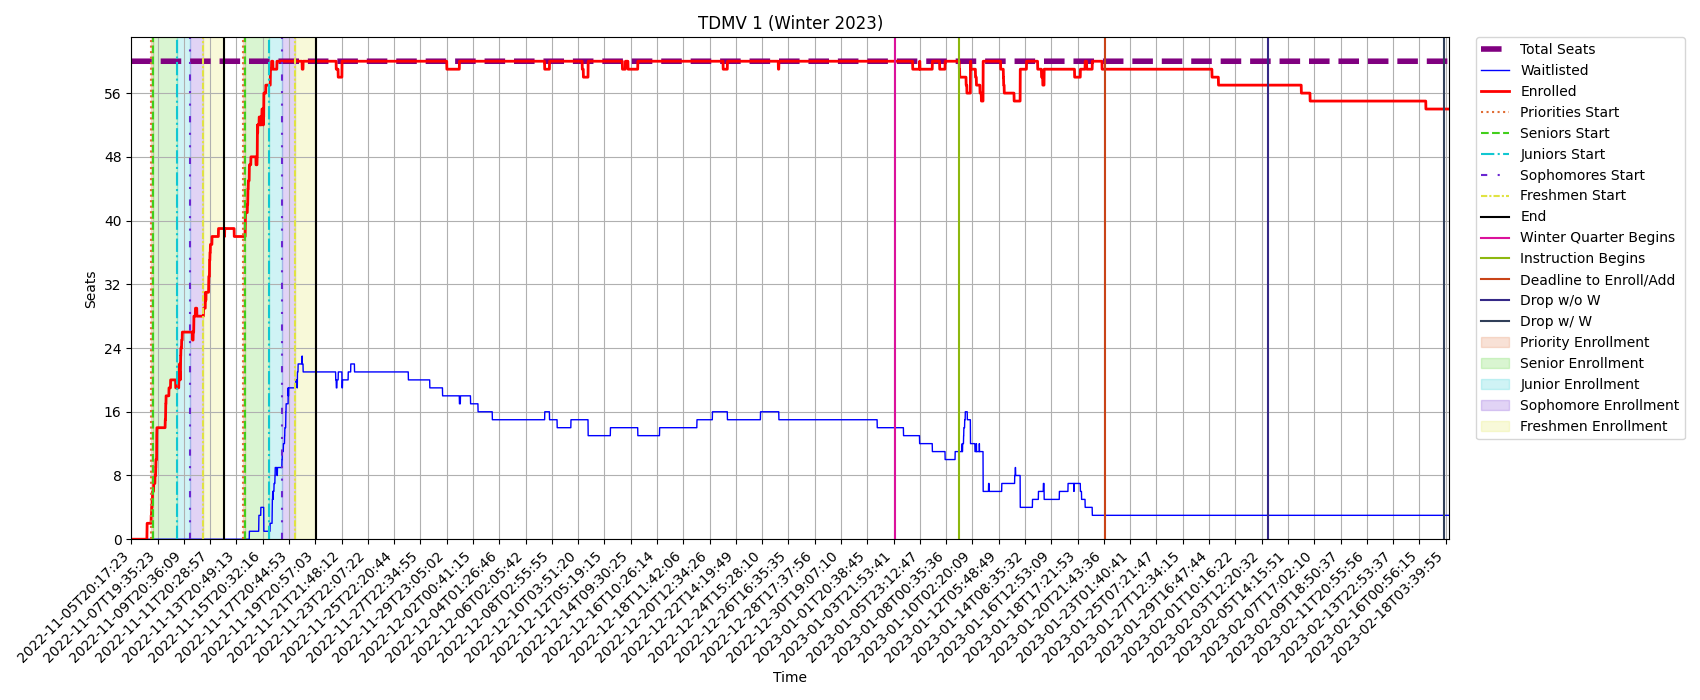 TDMV 1 (Winter 2023)
Seats
56
48
40
32
24
16
8
0
2022-11-05T20:17:23
2022-11-07T19:35:23
2022-11-09T20:36:09
2022-11-11T10:28:57
2022-11-13T20:49:13
2022-11-15T20:32:16
2022-11-17T20:44:53
2022-11-19T20:57:03
2022-11-21T21:48:12
2022-11-23T22:07:22
2022-11-25T22:20:44
2022-11-27T22:34:55
2022-11-29T23:05:02
2022-12-02T00:41:15
2022-12-04T01:26:46
2022-12-06T02:05:42
2022-12-08T02:55:55
2022-12-10T03:51:20
2022-12-12T05:19:15
2022-12-14T09:30:25
2022-12-16T10:26:14
2022-12-18T11:42:06
2022-12-20T12:34:26
2022-12-22T14:19:49
2022-12-24T15:28:10
2022-12-26T16:35:35
2022-12-28T17:37:56
2022-12-30T19:07:10
2023-01-01T20:38:45
2023-01-03T21:53:41
2023-01-05T23:12:47
2023-01-08T00:35:30
2023-01-10T02:20:09
2023-01-12T05:48:49
2023-01-14T08:35:32
2023-01-16T12:53:09
2023-01-18T17:21:53
2023-01-20T21:43:36
2023-01-23T01:40:41
2023-01-25T07:21:47
2023-01-27T12:34:15
2023-01-29T16:47:44
2023-02-01T10:16:22
2023-02-03T12:20:32
2023-02-05T14:15:51
2023-02-07T17:02:10
2023-02-09T18:50:37
2023-02-11T20:55:56
2023-02-13T22:53:37
2023-02-16T00:56:15
2023-02-18T03:39:55
Time
Total Seats
Waitlisted
Enrolled
Priorities Start
Seniors Start
Juniors Start
Sophomores Start
Freshmen Start
End
Winter Quarter Begins
Instruction Begins
Deadline to Enroll/Add
Drop w/o W
Drop w/ W
Priority Enrollment
Senior Enrollment
Junior Enrollment
Sophomore Enrollment
Freshmen Enrollment